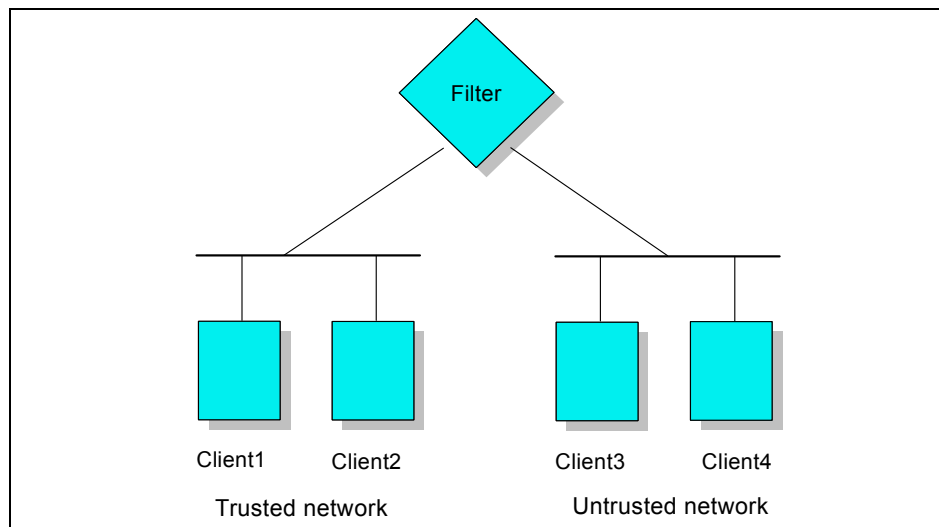 Filter
Client1
Client2
Client3
Client4
Trusted network
Untrusted network